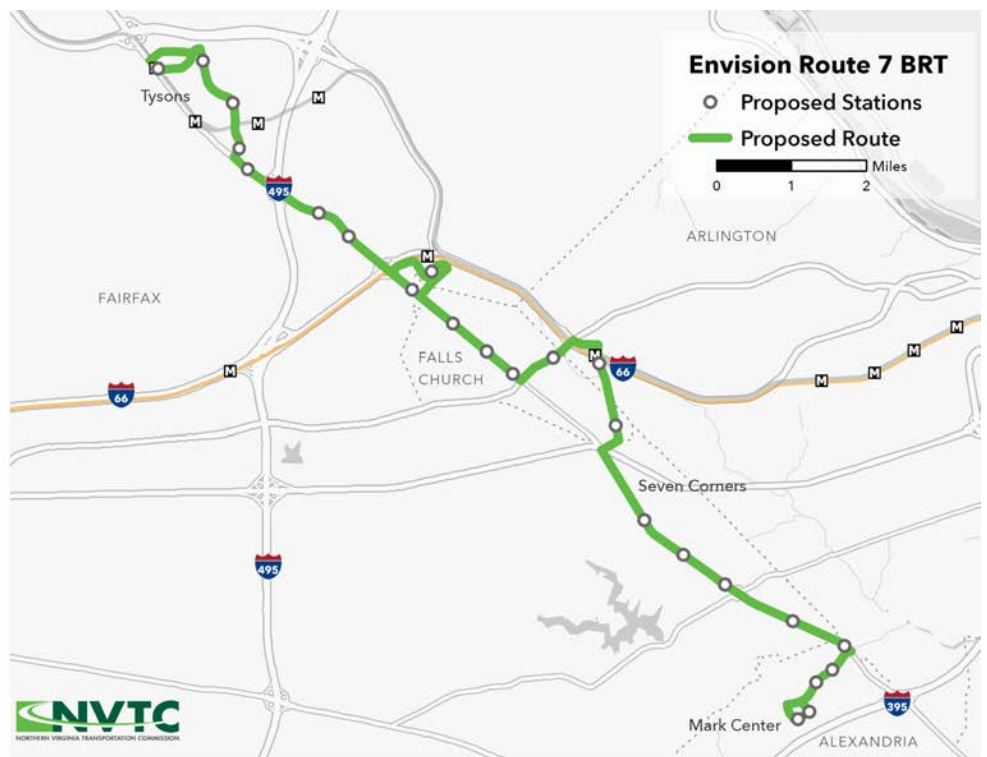 Envision Route 7 BRT
Proposed Stations
Proposed Route
Miles
0 1 2
M
Tysons
M
M
M
495
ARLINGTON
M
FAIRFAX
M
M
FALLS
CHURCH
M
M
66
M
M
M
66
Seven Corners
495
395
Mark Center
ALEXANDRIA
NVTC
NORTHERN VIRGINIA TRANSPORTATION COMMISSION